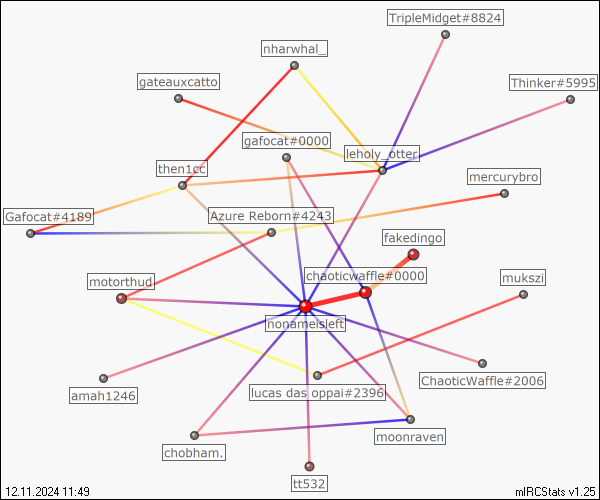 TripleMidget#8824
nharwhal_
gateauxcatto
Thinker#5995
gafocat#0000
leholy_otter
then1cc
mercurybro
Gafocat#4189
Azure Reborn#4243
fakedingo
chaoticwaffle#0000
motorthud
mukszi
nonameisleft
ChaoticWaffle#2006
amah1246
lucas das oppai#2396
moonraven
chobham.
tt532
12.11.2024 11:49
mIRCStats v1.25